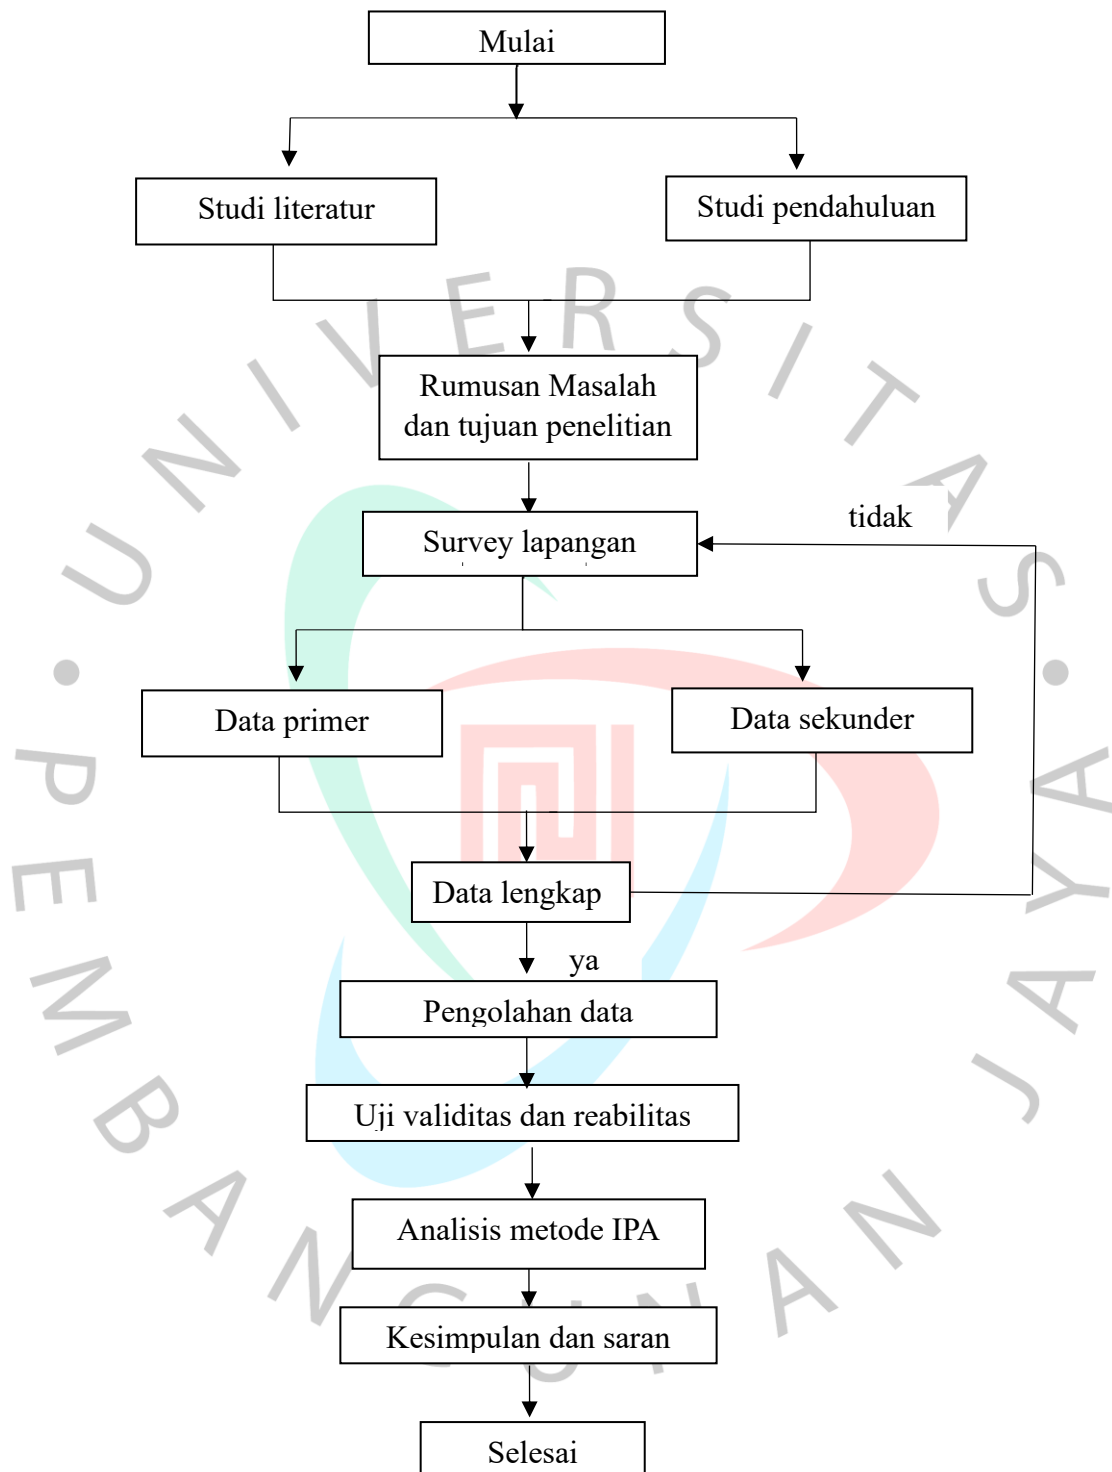 Mulai
Studi literatur
Studi pendahuluan
Rumusan Masalah
dan tujuan penelitian
tidak
Survey lapangan
Data primer
Data sekunder
Data lengkap
ya
Pengolahan data
Uji validitas dan reabilitas
Analisis metode IPA
Kesimpulan dan saran
Selesai
UNIVERSITAS
PEMBANGUNAN JAYA